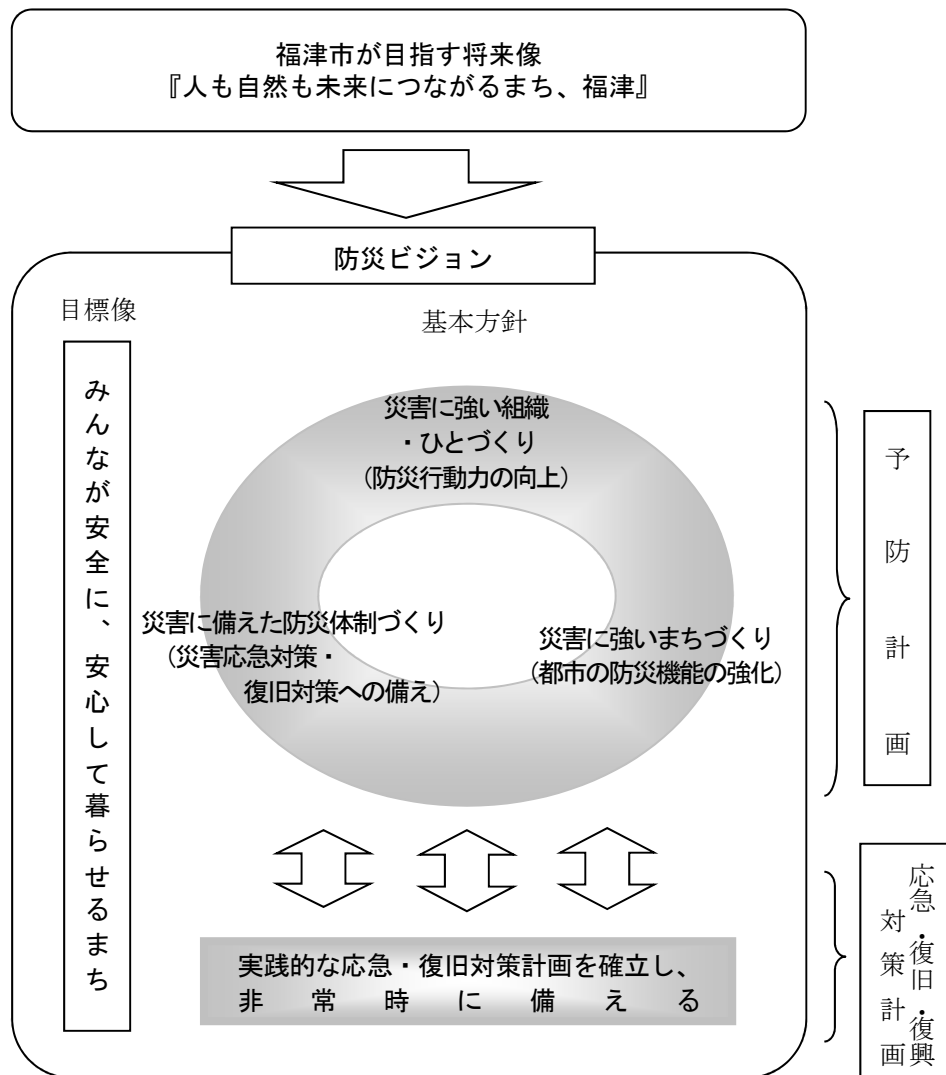 福津市が目指す将来像
『人も自然も未来につながるまち、福津』
防災ビジョン
目標像
基本方針
みんなが安全に、安心して暮らせるまち
災害に強い組織
・ひとづくり
(防災行動力の向上)
災害に備えた防災体制づくり
(災害応急対策・
復旧対策への備え)
災害に強いまちづくり
(都市の防災機能の強化)
予防計画
実践的な応急・復旧対策計画を確立し、
非常時に備える
応急・復旧・復興
対策計画